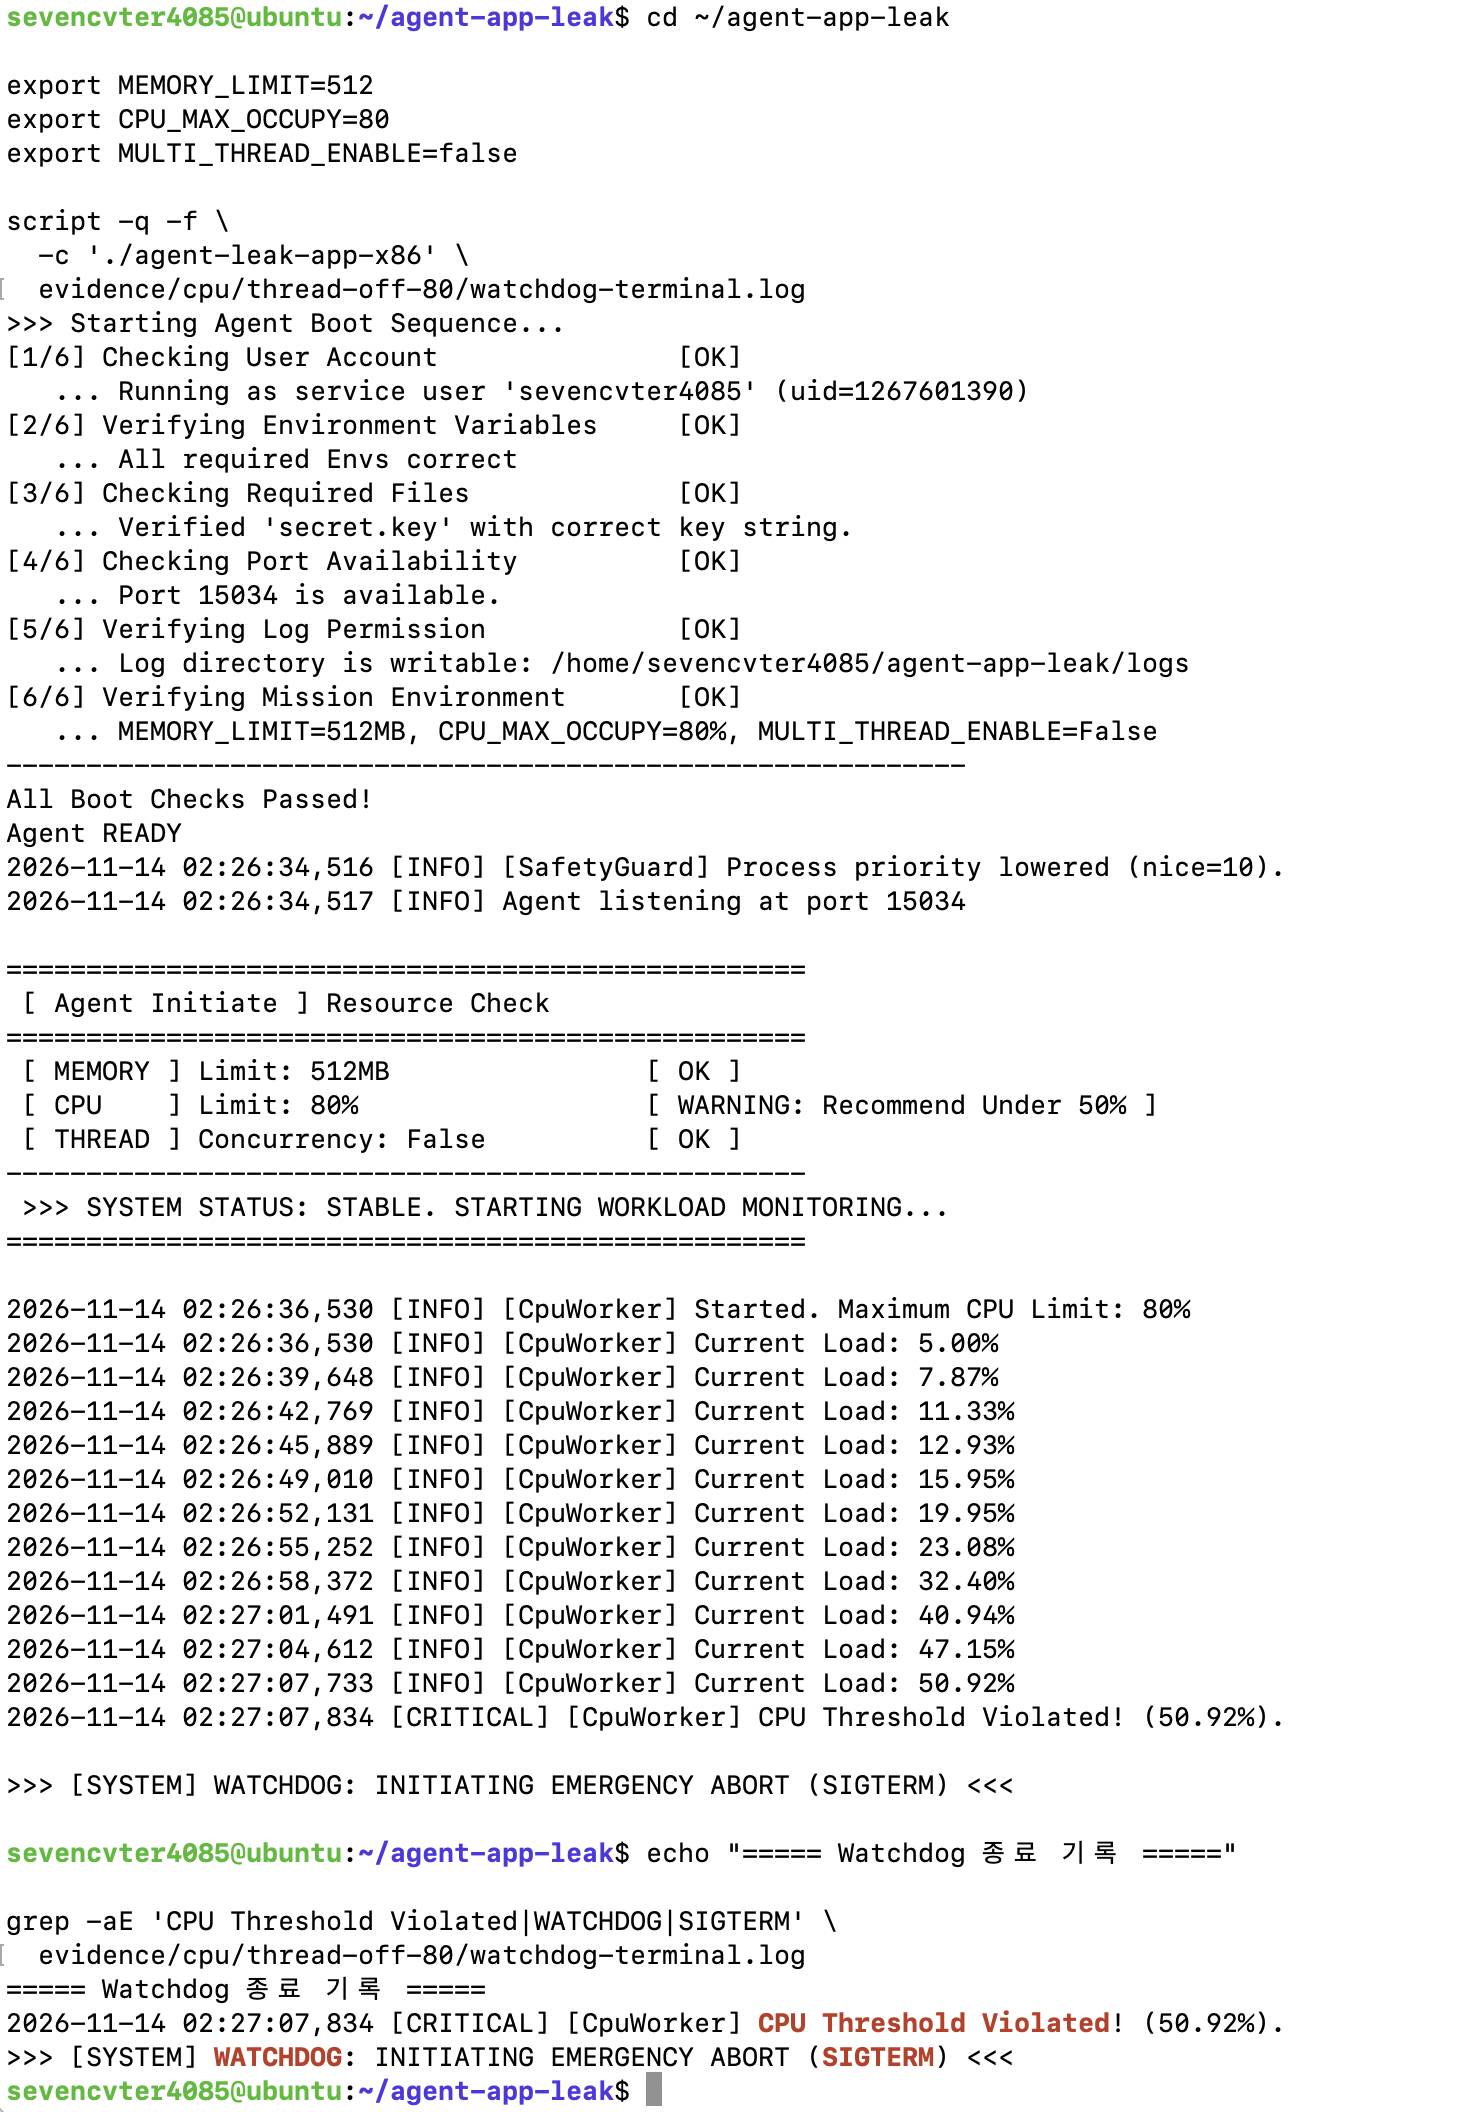 sevencvter4085@ubuntu:~/agent-app-leak$ cd ~/agent-app-leak

export MEMORY_LIMIT=512
export CPU_MAX_OCCUPY=80
export MULTI_THREAD_ENABLE=false

script -q -f \
  -c './agent-leak-app-x86' \
  evidence/cpu/thread-off-80/watchdog-terminal.log
>>> Starting Agent Boot Sequence...
[1/6] Checking User Account               [OK]
   ... Running as service user 'sevencvter4085' (uid=1267601390)
[2/6] Verifying Environment Variables     [OK]
   ... All required Envs correct
[3/6] Checking Required Files             [OK]
   ... Verified 'secret.key' with correct key string.
[4/6] Checking Port Availability          [OK]
   ... Port 15034 is available.
[5/6] Verifying Log Permission            [OK]
   ... Log directory is writable: /home/sevencvter4085/agent-app-leak/logs
[6/6] Verifying Mission Environment       [OK]
   ... MEMORY_LIMIT=512MB, CPU_MAX_OCCUPY=80%, MULTI_THREAD_ENABLE=False
------------------------------------------------------------
All Boot Checks Passed!
Agent READY
2026-11-14 02:26:34,516 [INFO] [SafetyGuard] Process priority lowered (nice=10).
2026-11-14 02:26:34,517 [INFO] Agent listening at port 15034

==================================================
 [ Agent Initiate ] Resource Check
==================================================
 [ MEMORY ] Limit: 512MB                [ OK ]
 [ CPU    ] Limit: 80%                  [ WARNING: Recommend Under 50% ]
 [ THREAD ] Concurrency: False          [ OK ]
--------------------------------------------------
 >>> SYSTEM STATUS: STABLE. STARTING WORKLOAD MONITORING...
==================================================

2026-11-14 02:26:36,530 [INFO] [CpuWorker] Started. Maximum CPU Limit: 80%
2026-11-14 02:26:36,530 [INFO] [CpuWorker] Current Load: 5.00%
2026-11-14 02:26:39,648 [INFO] [CpuWorker] Current Load: 7.87%
2026-11-14 02:26:42,769 [INFO] [CpuWorker] Current Load: 11.33%
2026-11-14 02:26:45,889 [INFO] [CpuWorker] Current Load: 12.93%
2026-11-14 02:26:49,010 [INFO] [CpuWorker] Current Load: 15.95%
2026-11-14 02:26:52,131 [INFO] [CpuWorker] Current Load: 19.95%
2026-11-14 02:26:55,252 [INFO] [CpuWorker] Current Load: 23.08%
2026-11-14 02:26:58,372 [INFO] [CpuWorker] Current Load: 32.40%
2026-11-14 02:27:01,491 [INFO] [CpuWorker] Current Load: 40.94%
2026-11-14 02:27:04,612 [INFO] [CpuWorker] Current Load: 47.15%
2026-11-14 02:27:07,733 [INFO] [CpuWorker] Current Load: 50.92%
2026-11-14 02:27:07,834 [CRITICAL] [CpuWorker] CPU Threshold Violated! (50.92%).

>>> [SYSTEM] WATCHDOG: INITIATING EMERGENCY ABORT (SIGTERM) <<<

sevencvter4085@ubuntu:~/agent-app-leak$ echo "===== Watchdog 종료 기록 ====="

grep -aE 'CPU Threshold Violated|WATCHDOG|SIGTERM' \
  evidence/cpu/thread-off-80/watchdog-terminal.log
===== Watchdog 종료 기록 =====
2026-11-14 02:27:07,834 [CRITICAL] [CpuWorker] CPU Threshold Violated! (50.92%).
>>> [SYSTEM] WATCHDOG: INITIATING EMERGENCY ABORT (SIGTERM) <<<
sevencvter4085@ubuntu:~/agent-app-leak$